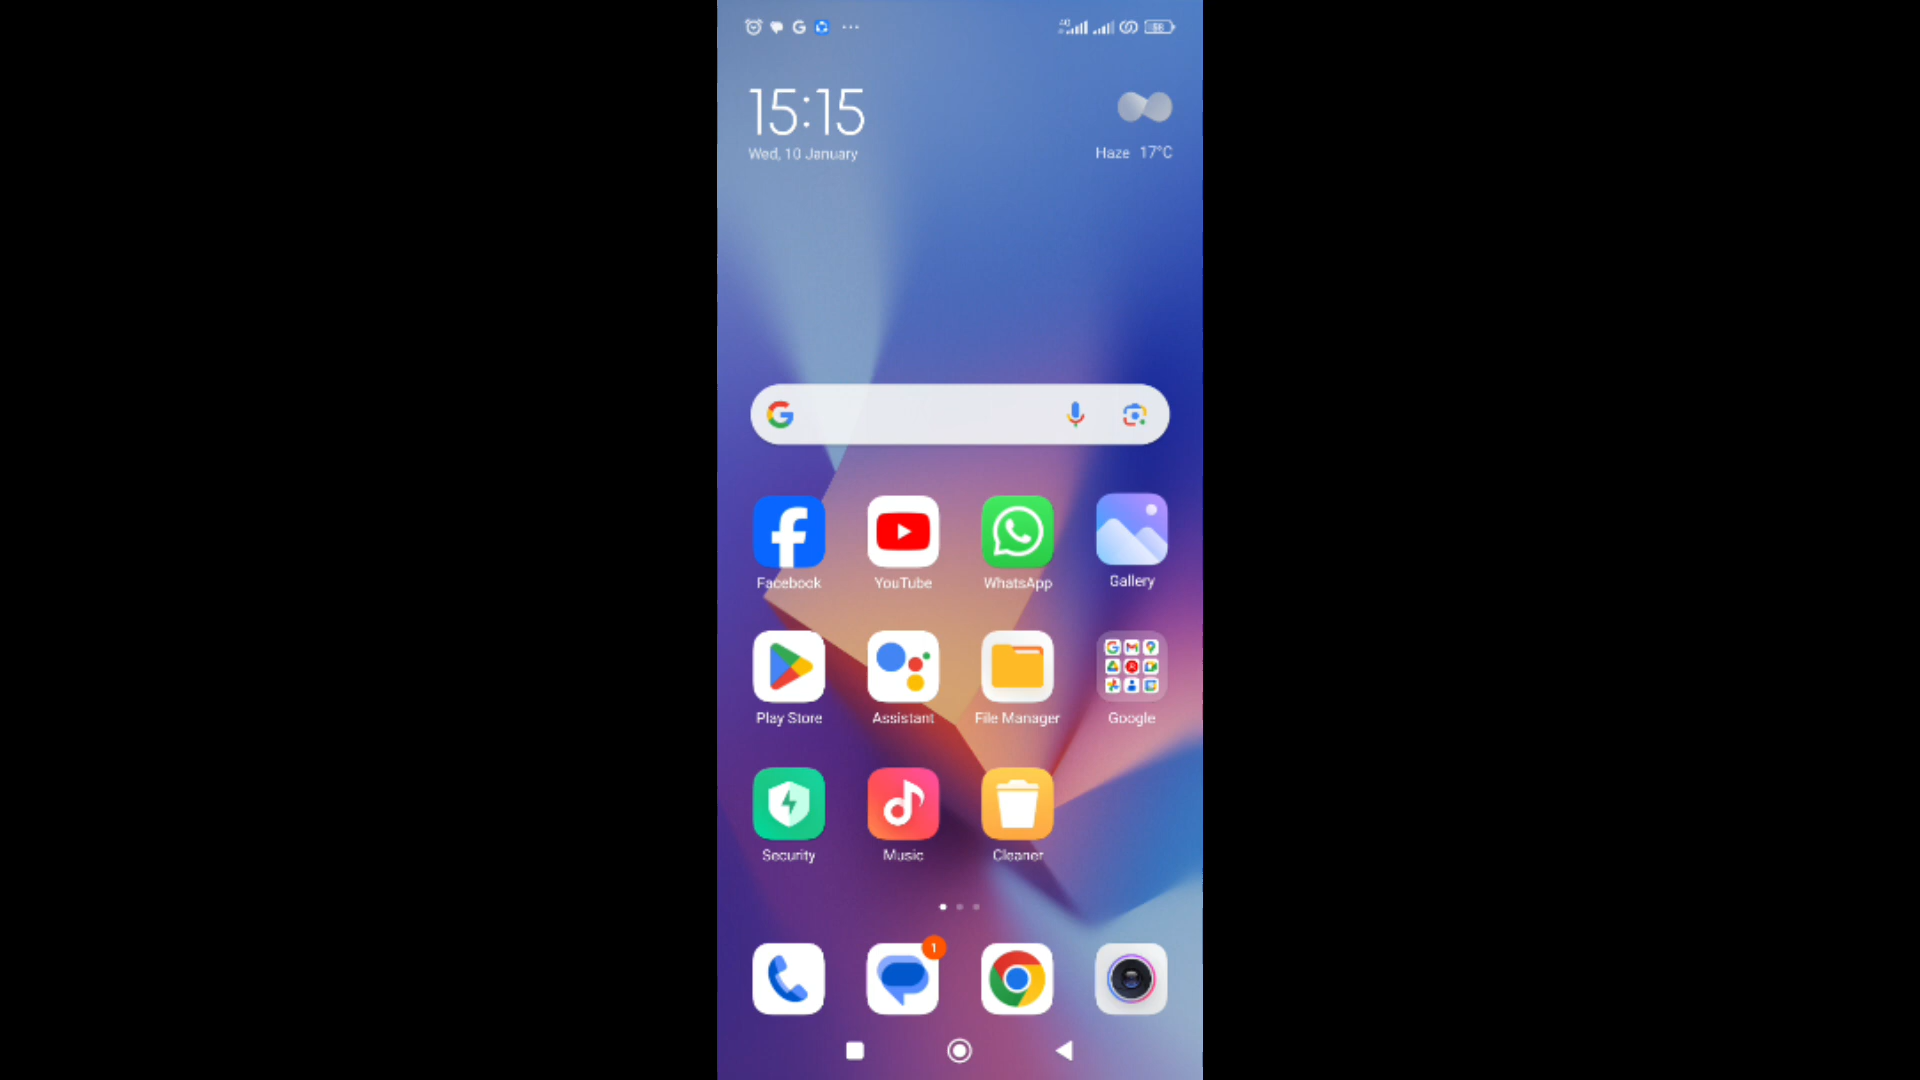 15:15
Wed, 10 January
Haze 17°C
Facebook
YouTube
WhatsApp
Gallery
Play Store
Assistant
File Manager
Google
Security
Music
Cleaner
1